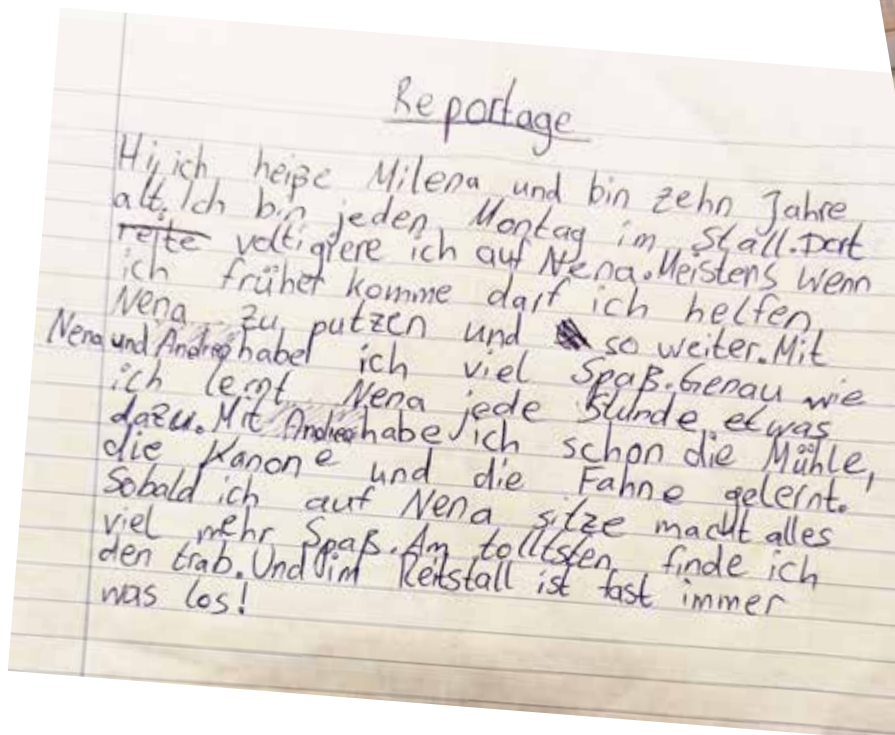 Reportage
Hi, ich heiße Milena und bin zehn Jahre
alt. Ich bin jeden Montag im Stall. Dort
reite voltigiere ich auf Nena. Meistens wenn
ich früher komme darf ich helfen
Nena zu putzen und so weiter. Mit
Nena und Andrea habe ich viel Spaß. Genau wie
ich lernt Nena jede Stunde etwas
dazu. Mit Andrea habe ich schon die Mühle,
die Kanone und die Fahne gelernt.
Sobald ich auf Nena sitze macht alles
viel mehr Spaß. Am tolltsten finde ich
den trab. Und im Reitstall ist fast immer
was los!